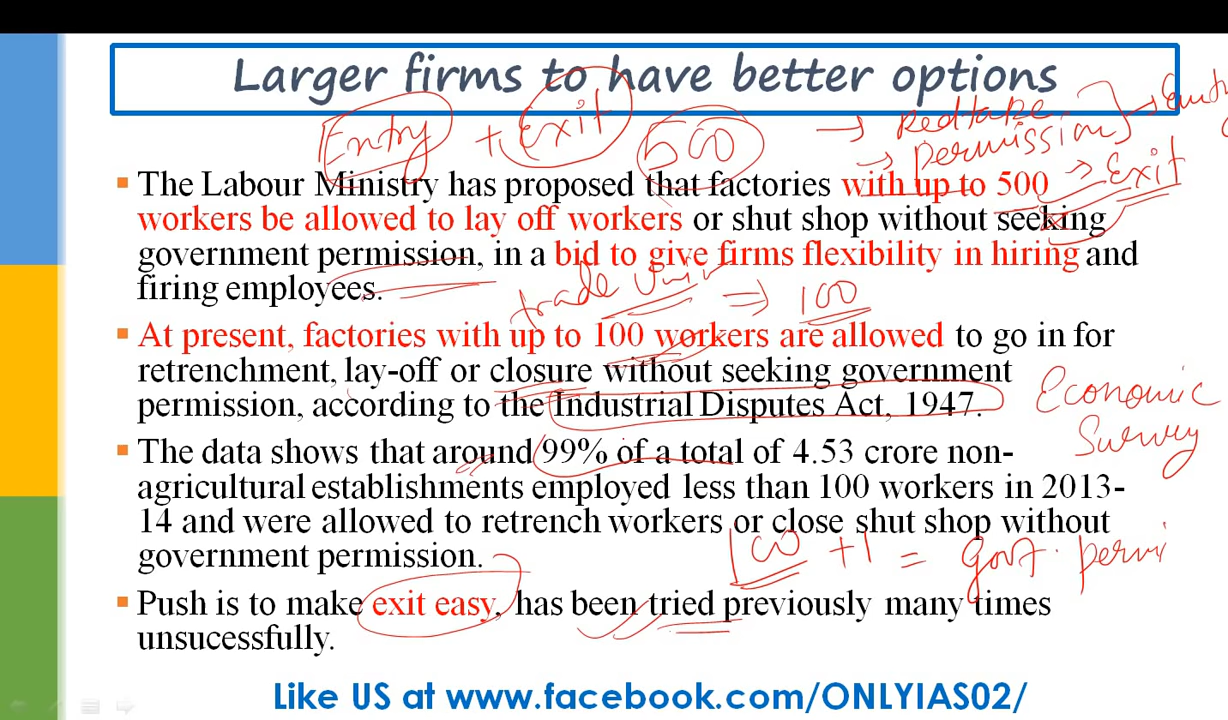 Larger firms to have better options
Entry + Exit 500 → Redtape
→ permission
→ Exit
▪ The Labour Ministry has proposed that factories with up to 500
workers be allowed to lay off workers or shut shop without seeking
government permission, in a bid to give firms flexibility in hiring and
firing employees.
trade ⇒ 100
▪ At present, factories with up to 100 workers are allowed to go in for
retrenchment, lay-off or closure without seeking government
permission, according to the Industrial Disputes Act, 1947.
Economic
Survey
▪ The data shows that around 99% of a total of 4.53 crore non-
agricultural establishments employed less than 100 workers in 2013-
14 and were allowed to retrench workers or close shut shop without
government permission.
100 + 1 = govt. permi
▪ Push is to make exit easy, has been tried previously many times
unsucessfully.
Like US at www.facebook.com/ONLYIAS02/